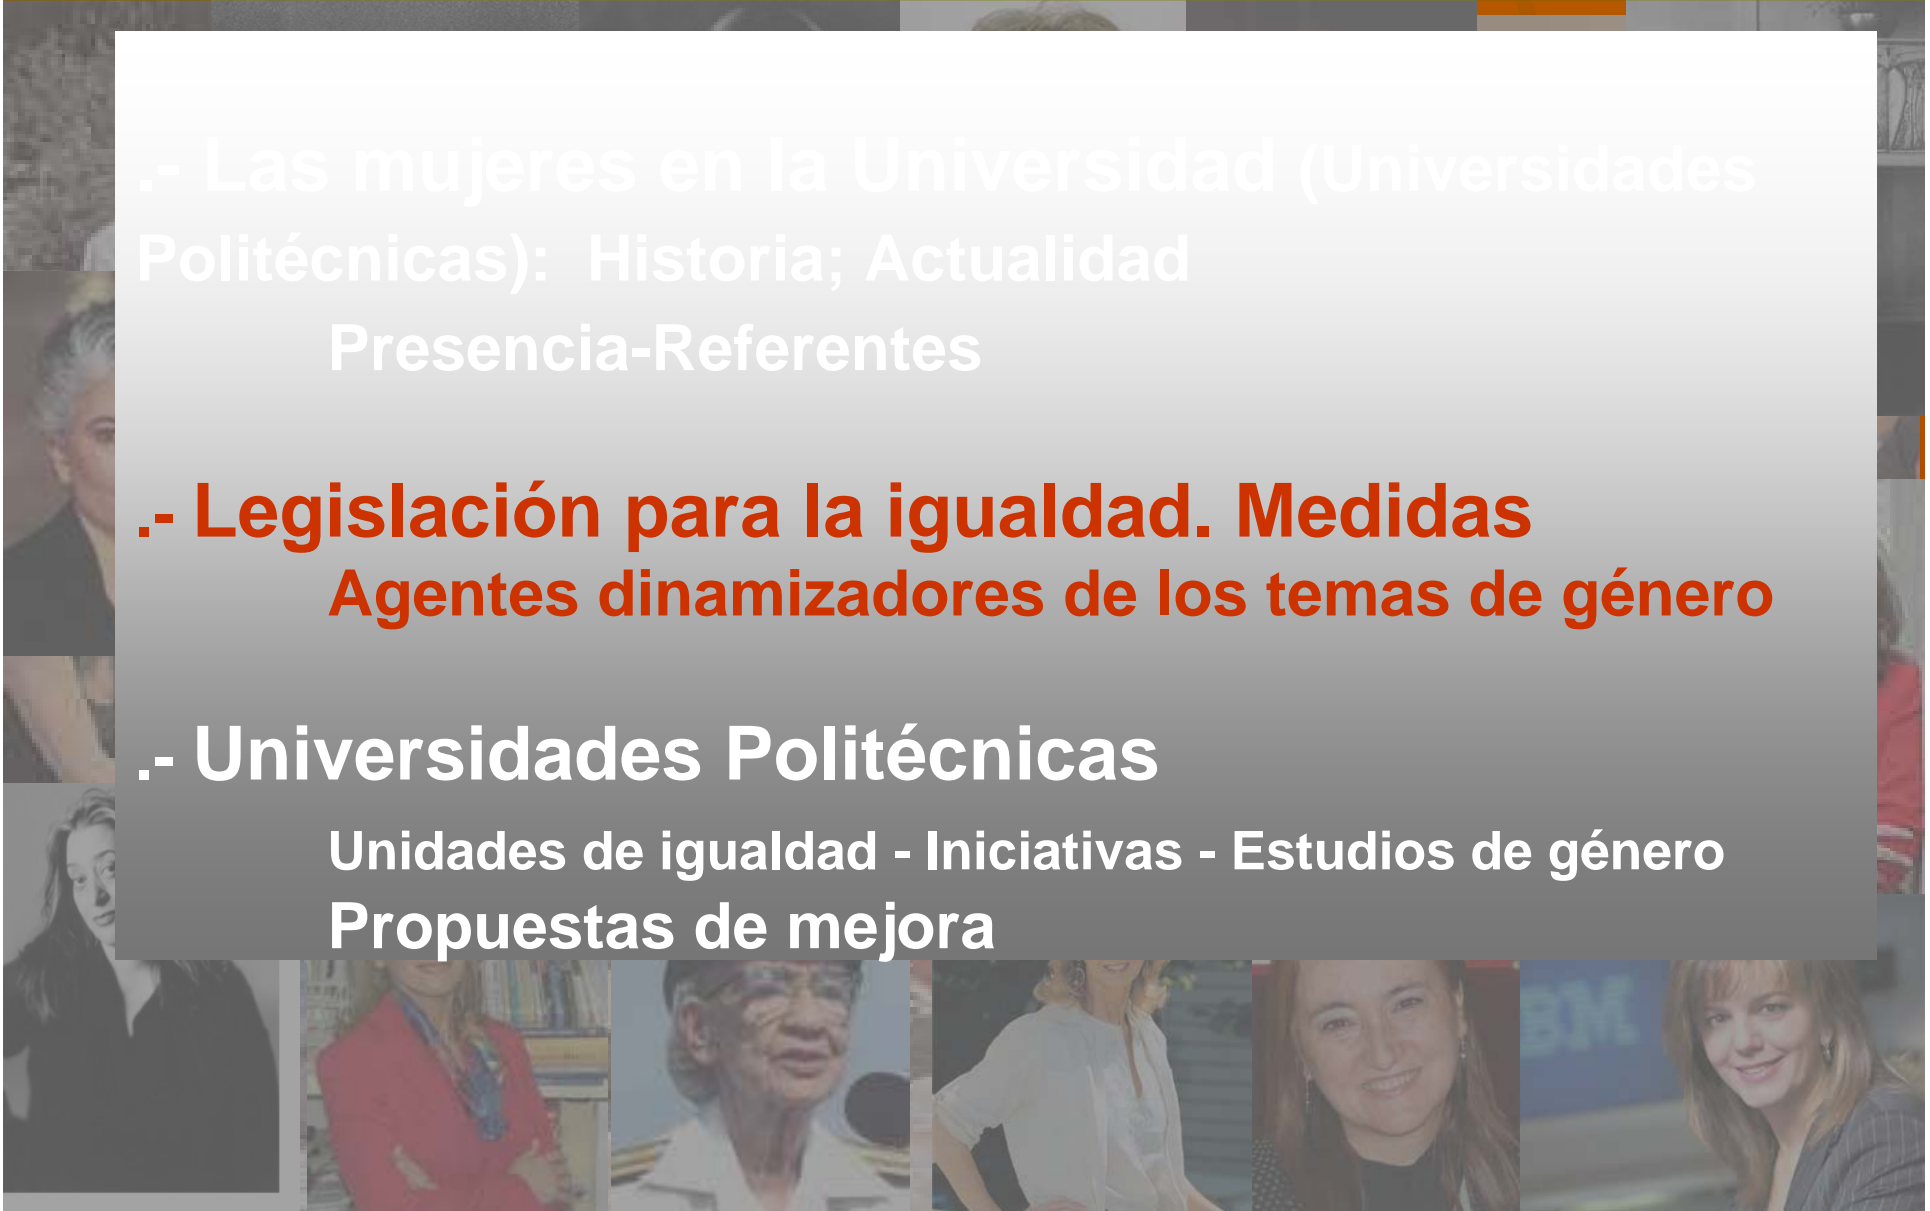 .- Las mujeres en la Universidad (Universidades
Politécnicas): Historia; Actualidad
Presencia-Referentes
.- Legislación para la igualdad. Medidas
Agentes dinamizadores de los temas de género
.- Universidades Politécnicas
Unidades de igualdad - Iniciativas - Estudios de género
Propuestas de mejora
BM